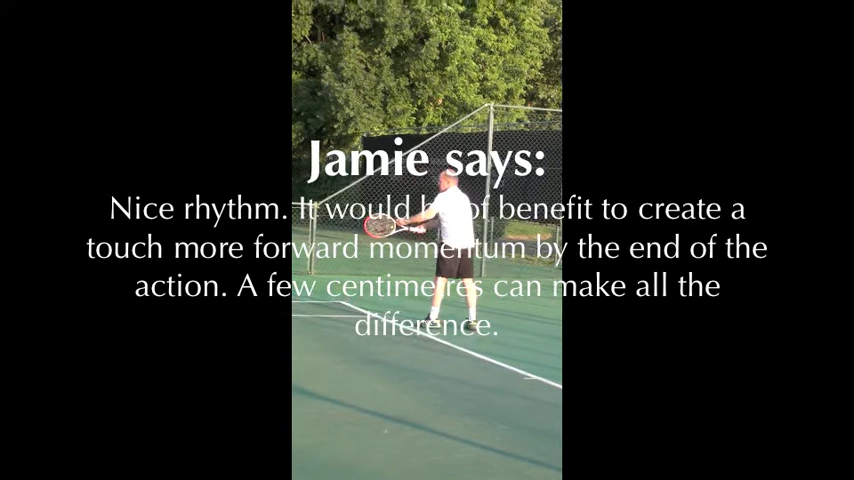 Jamie says:
Nice rhythm. It would be of benefit to create a
touch more forward momentum by the end of the
action. A few centimetres can make all the
difference.